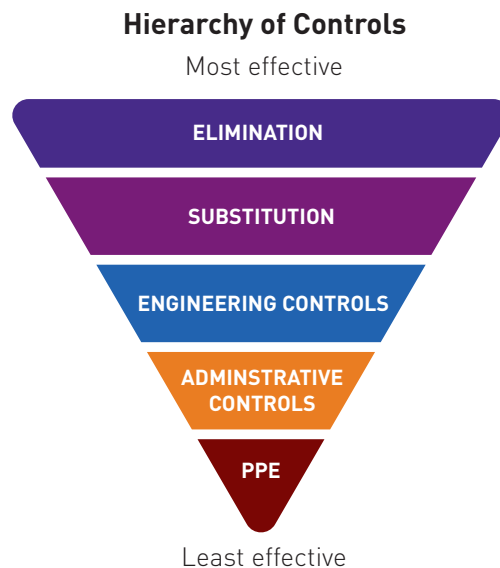 Hierarchy of Controls
Most effective
ELIMINATION
SUBSTITUTION
ENGINEERING CONTROLS
ADMINSTRATIVE
CONTROLS
PPE
Least effective